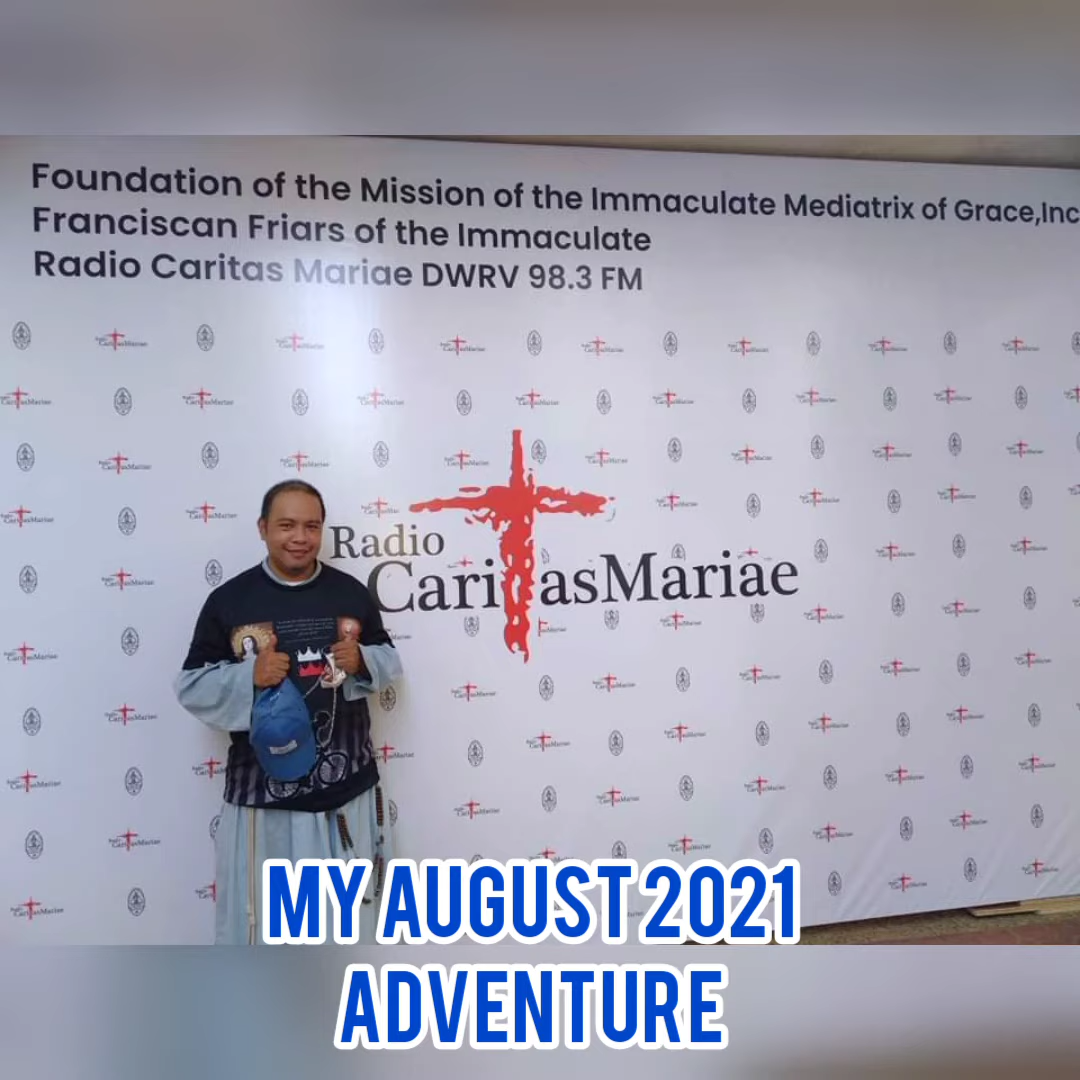 Foundation of the Mission of the Immaculate Mediatrix of Grace,Inc
Franciscan Friars of the Immaculate
Radio Caritas Mariae DWRV 98.3 FM
Radio
CaritasMariae
MY AUGUST 2021
ADVENTURE